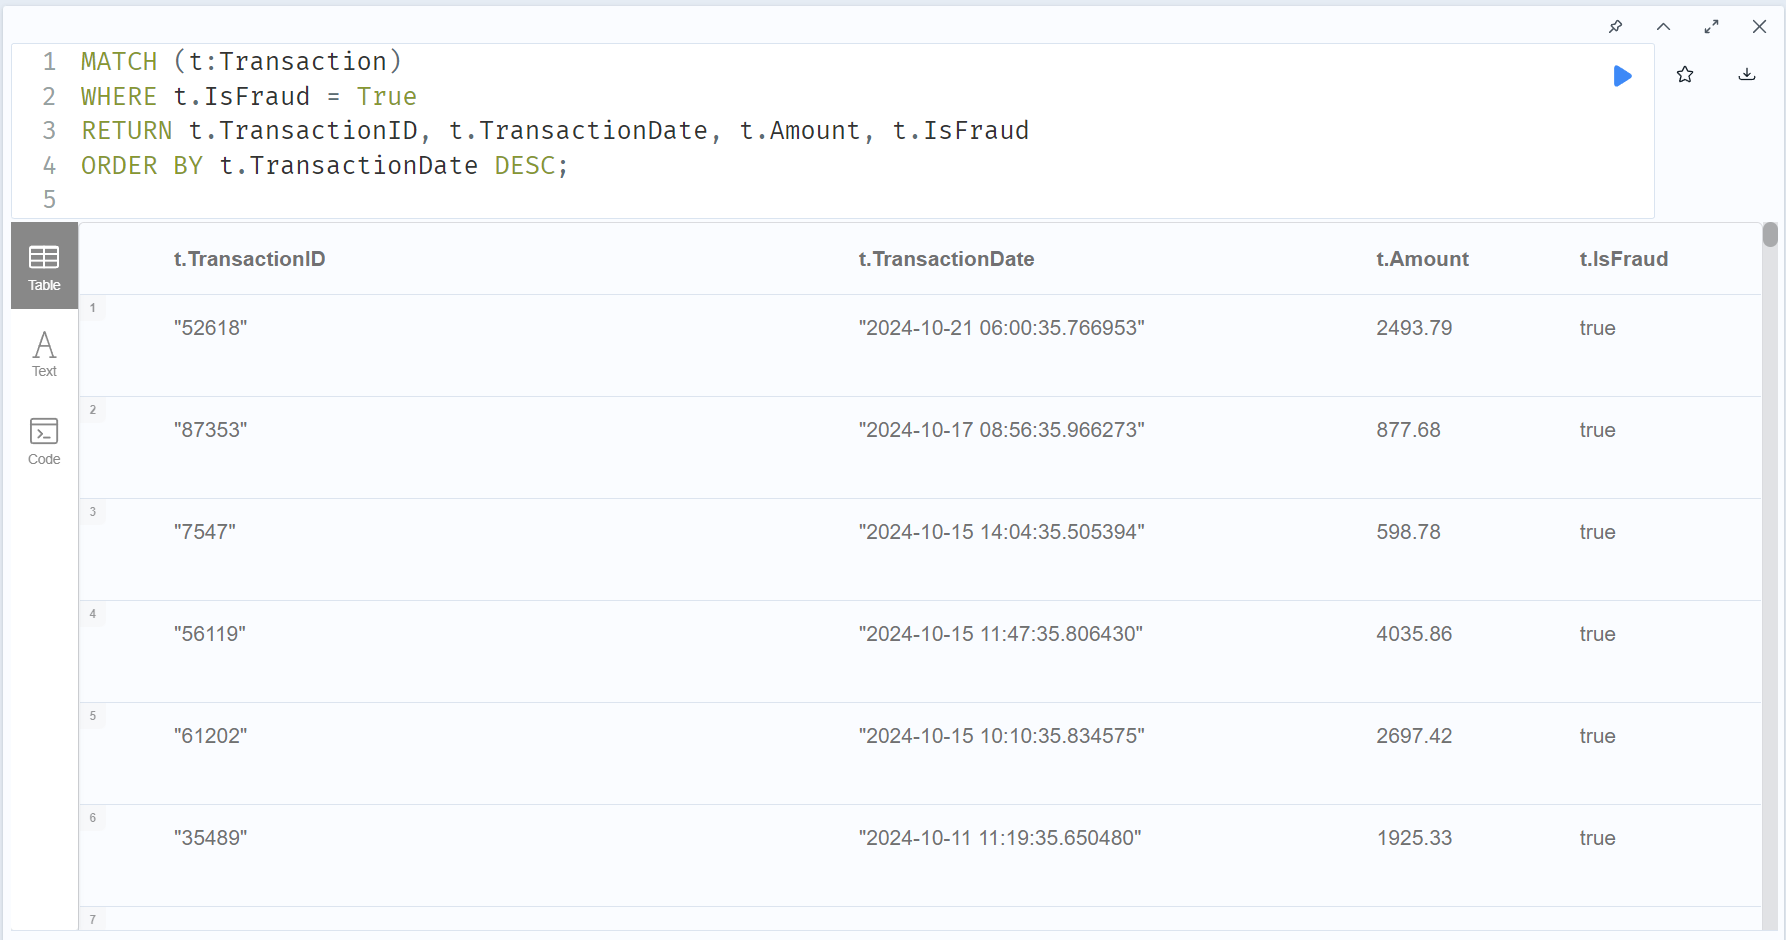 1 MATCH (t:Transaction)
2 WHERE t.IsFraud = True
3 RETURN t.TransactionID, t.TransactionDate, t.Amount, t.IsFraud
4 ORDER BY t.TransactionDate DESC;
5
Table
Text
Code
t.TransactionID t.TransactionDate t.Amount t.IsFraud
1
"52618" "2024-10-21 06:00:35.766953" 2493.79 true
2
"87353" "2024-10-17 08:56:35.966273" 877.68 true
3
"7547" "2024-10-15 14:04:35.505394" 598.78 true
4
"56119" "2024-10-15 11:47:35.806430" 4035.86 true
5
"61202" "2024-10-15 10:10:35.834575" 2697.42 true
6
"35489" "2024-10-11 11:19:35.650480" 1925.33 true
7